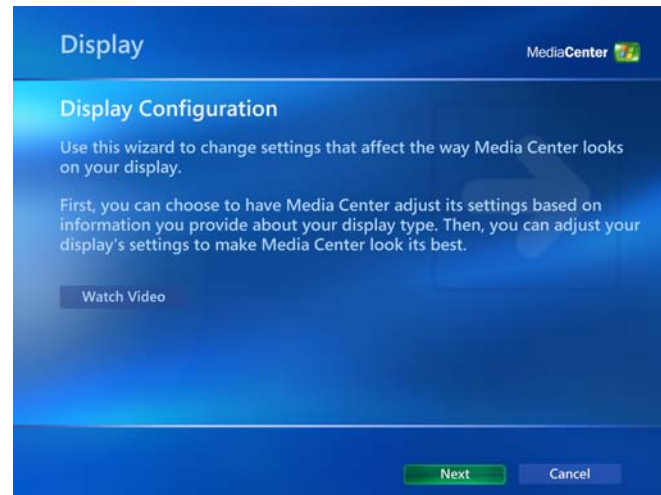 Display
MediaCenter
Display Configuration
Use this wizard to change settings that affect the way Media Center looks
on your display.
First, you can choose to have Media Center adjust its settings based on
information you provide about your display type. Then, you can adjust your
display's settings to make Media Center look its best.
Watch Video
Next
Cancel